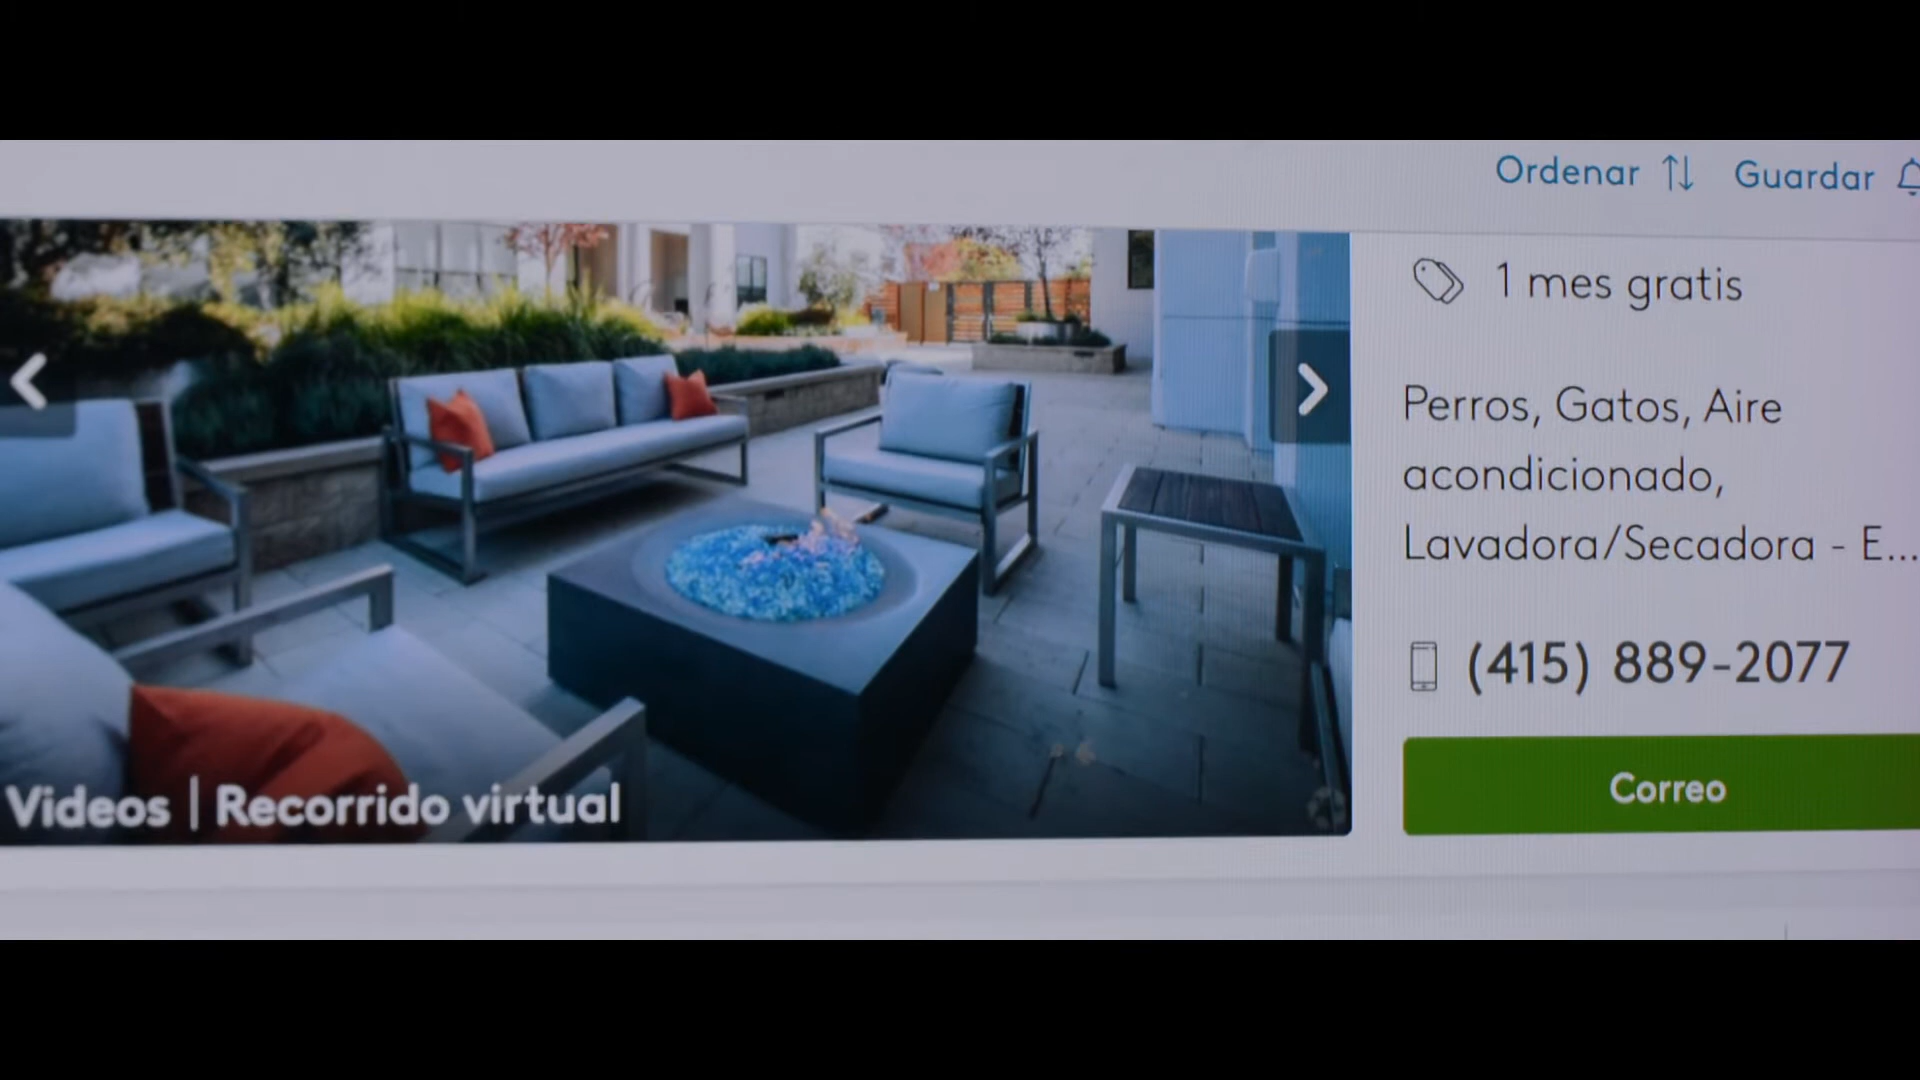 Ordenar Guardar
1 mes gratis
Perros, Gatos, Aire
acondicionado,
Lavadora/Secadora - E...
(415) 889-2077
Correo
Videos | Recorrido virtual